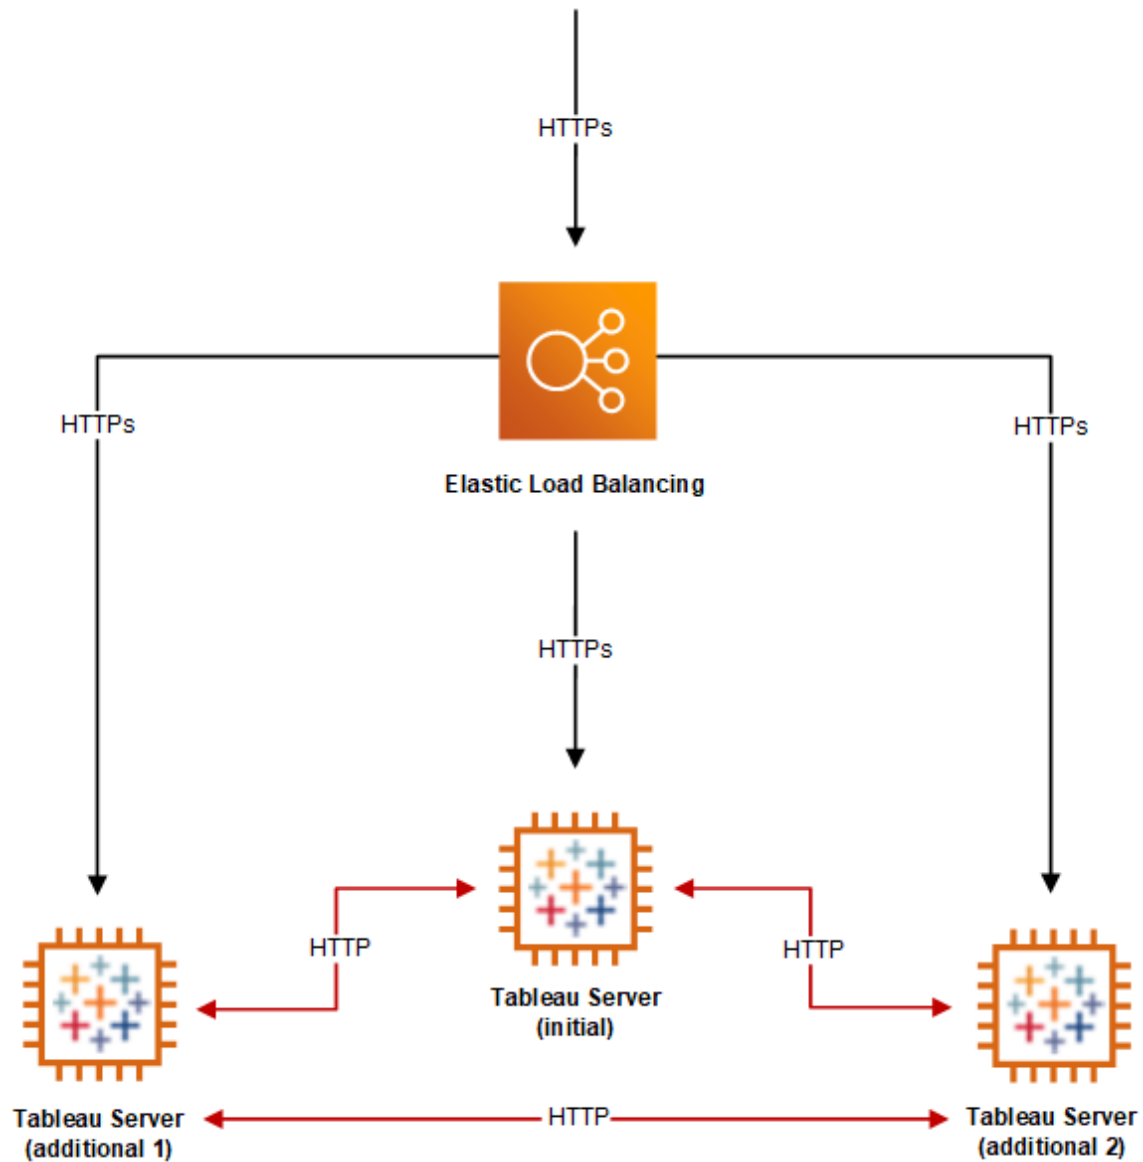 HTTPs
HTTPs
HTTPs
Elastic Load Balancing
HTTPs
HTTP
HTTP
Tableau Server
(initial)
Tableau Server
(additional 1)
HTTP
Tableau Server
(additional 2)